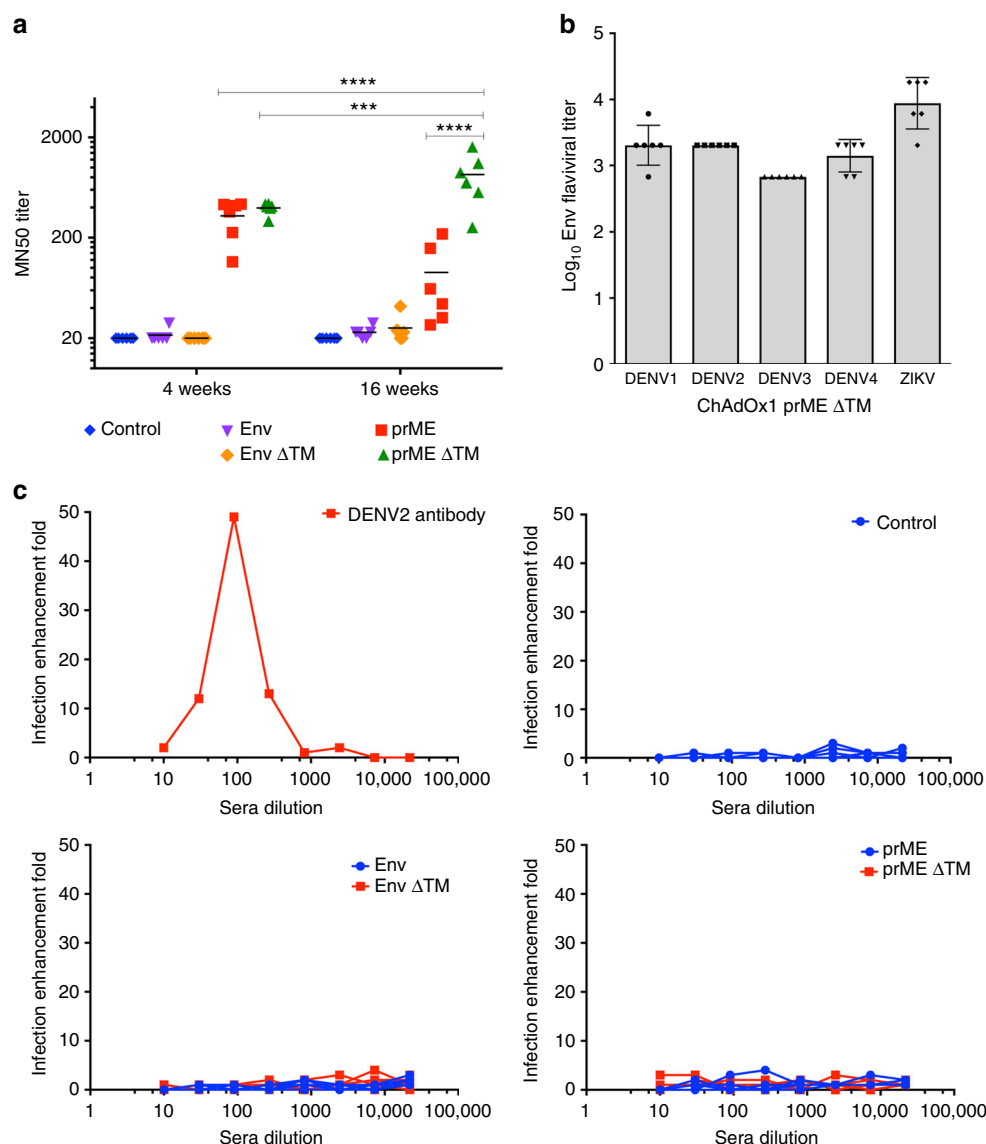 a
****
***
****
MN50 titer
2000
200
20
4 weeks
16 weeks
Control
Env
prME
Env ΔTM
prME ΔTM
b
Log10 Env flaviviral titer
5
4
3
2
1
0
DENV1
DENV2
DENV3
DENV4
ZIKV
ChAdOx1 prME ΔTM
c
Infection enhancement fold
50
40
30
20
10
0
1
10
100
1000
10,000
100,000
Sera dilution
DENV2 antibody
Infection enhancement fold
50
40
30
20
10
0
1
10
100
1000
10,000
100,000
Sera dilution
Control
Infection enhancement fold
50
40
30
20
10
0
1
10
100
1000
10,000
100,000
Sera dilution
Env
Env ΔTM
Infection enhancement fold
50
40
30
20
10
0
1
10
100
1000
10,000
100,000
Sera dilution
prME
prME ΔTM